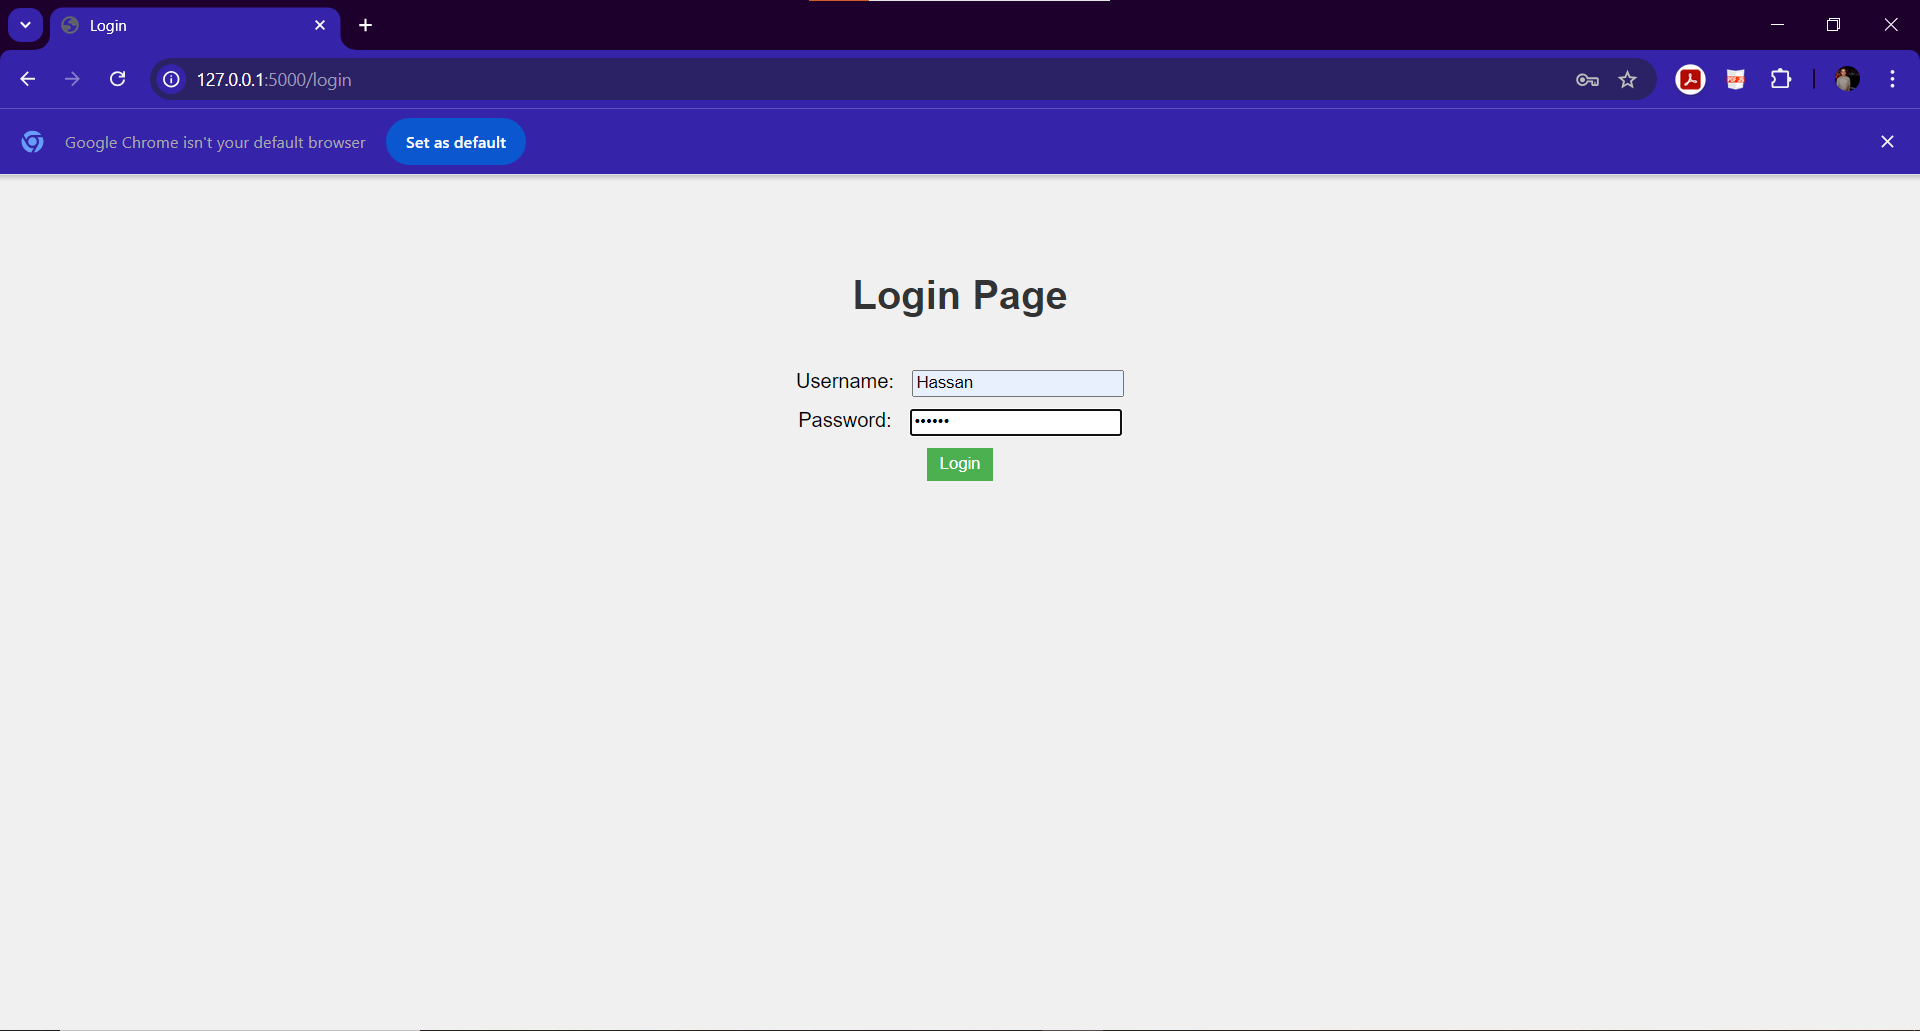 Login
127.0.0.1:5000/login
Google Chrome isn't your default browser
Set as default
Login Page
Username: Hassan
Password: ••••••
Login